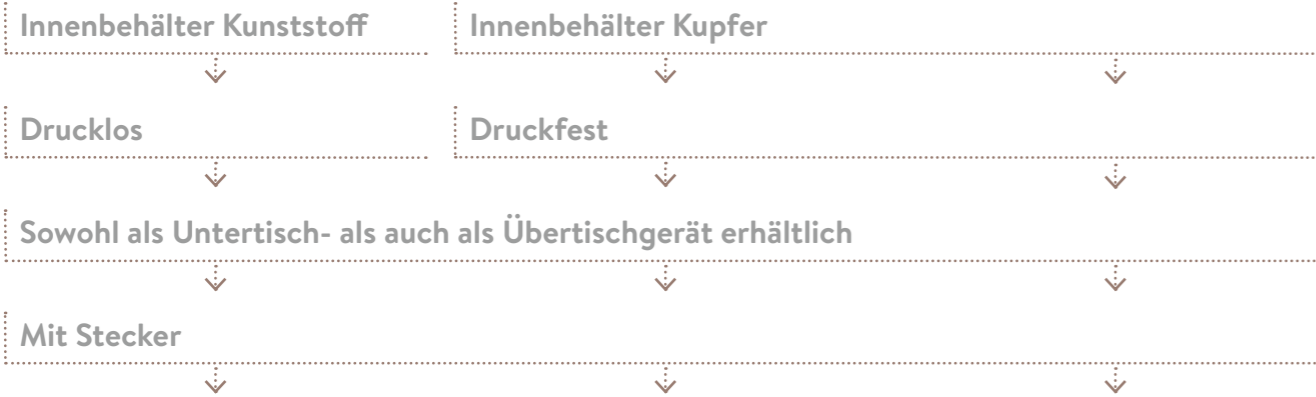 Innenbehälter Kunststoff
Innenbehälter Kupfer
Drucklos
Druckfest
Sowohl als Untertisch- als auch als Übertischgerät erhältlich
Mit Stecker